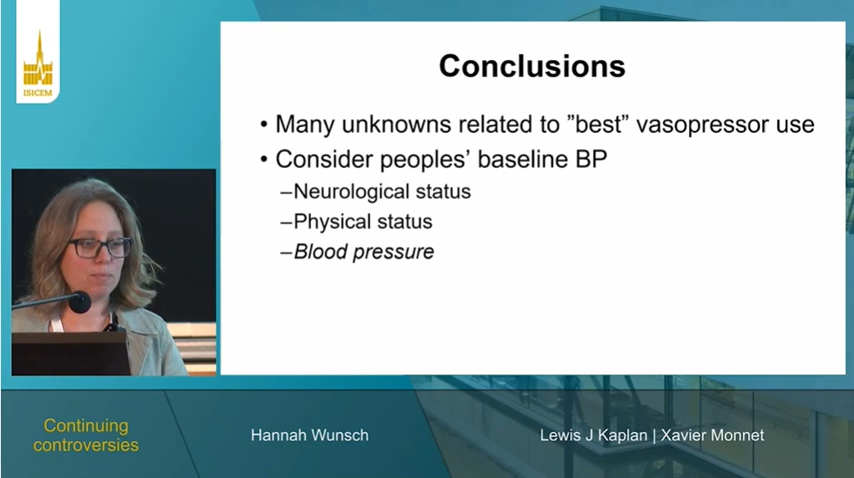 ISICEM
Conclusions
• Many unknowns related to ”best” vasopressor use
• Consider peoples’ baseline BP
–Neurological status
–Physical status
–Blood pressure
Continuing
controversies
Hannah Wunsch
Lewis J Kaplan | Xavier Monnet